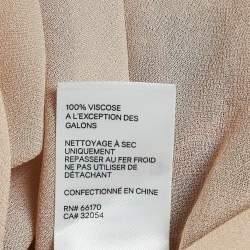 100% VISCOSE
A L'EXCEPTION DES
GALONS
NETTOYAGE À SEC
UNIQUEMENT
REPASSER AU FER FROID
NE PAS UTILISER DE
DÉTACHANT
CONFECTIONNÉ EN CHINE
RN# 66170
CA# 32054